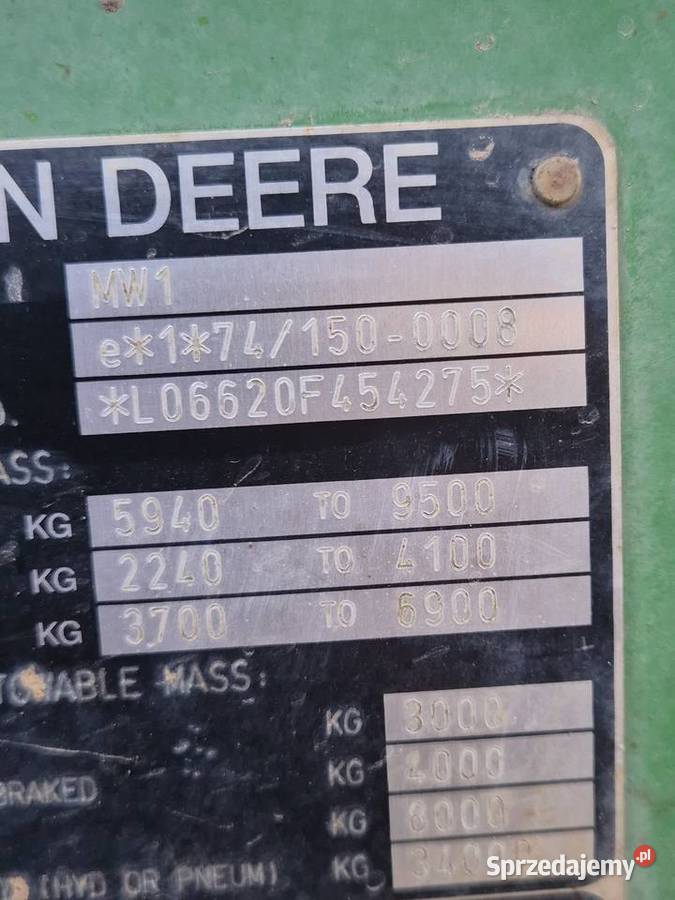 N DEERE
MW1
e*1*74/150-0008
*L06620F454275*
ASS:
KG 5940 TO 9500
KG 2240 TO 4100
KG 3700 TO 6900
TOWABLE MASS:
KG 3000
KG 4000
BRAKED
KG 8000
KG
(HYD OR PNEUM)
Sprzedajemy.pl